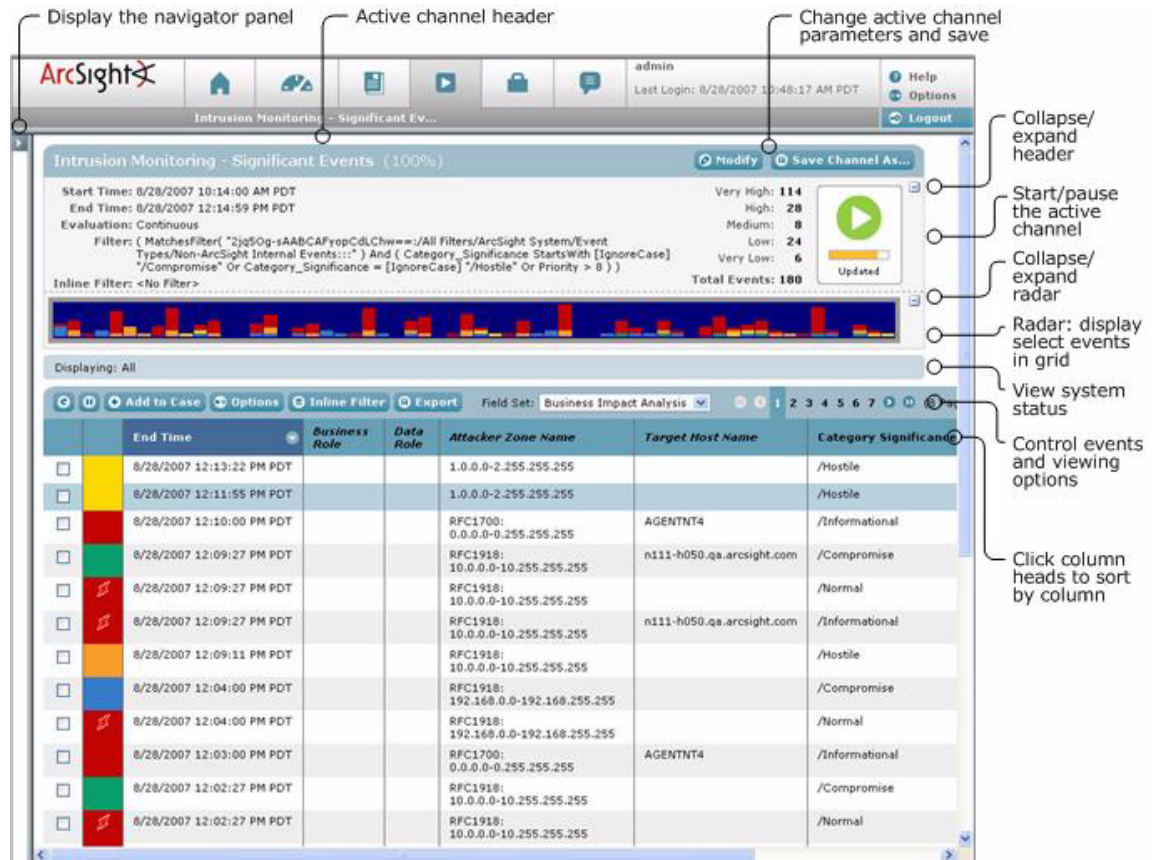 Display the navigator panel
Active channel header
Change active channel
parameters and save
ArcSight
admin
Last Login: 8/28/2007 10:48:17 AM PDT
Help
Options
Intrusion Monitoring - Significant Ev...
Logout
Collapse/
expand
header
Intrusion Monitoring - Significant Events (100%)
Modify
Save Channel As...
Start Time: 8/28/2007 10:14:00 AM PDT
End Time: 8/28/2007 12:14:59 PM PDT
Evaluation: Continuous
Filter: ( MatchesFilter( "2jq5Og-sAABCAFyopCdLChw==:/All Filters/ArcSight System/Event
Types/Non-ArcSight Internal Events:::" ) And ( Category_Significance StartsWith [IgnoreCase]
"/Compromise" Or Category_Significance = [IgnoreCase] "/Hostile" Or Priority > 8 ) )
Inline Filter: <No Filter>
Very High: 114
High: 28
Medium: 8
Low: 24
Very Low: 6
Total Events: 180
Updated
Start/pause
the active
channel
Collapse/
expand
radar
Radar: display
select events
in grid
Displaying: All
View system
status
Add to Case
Options
Inline Filter
Export
Field Set: Business Impact Analysis
1 2 3 4 5 6 7
Control events
and viewing
options
End Time
Business
Role
Data
Role
Attacker Zone Name
Target Host Name
Category Significance
Click column
heads to sort
by column
8/28/2007 12:13:22 PM PDT 1.0.0.0-2.255.255.255 /Hostile
8/28/2007 12:11:55 PM PDT 1.0.0.0-2.255.255.255 /Hostile
8/28/2007 12:10:00 PM PDT RFC1700: AGENTNT4 /Informational
0.0.0.0-0.255.255.255
8/28/2007 12:09:27 PM PDT RFC1918: n111-h050.qa.arcsight.com /Compromise
10.0.0.0-10.255.255.255
8/28/2007 12:09:27 PM PDT RFC1918: /Normal
10.0.0.0-10.255.255.255
8/28/2007 12:09:27 PM PDT RFC1918: n111-h050.qa.arcsight.com /Informational
10.0.0.0-10.255.255.255
8/28/2007 12:09:11 PM PDT RFC1918: /Hostile
10.0.0.0-10.255.255.255
8/28/2007 12:04:00 PM PDT RFC1918: /Compromise
192.168.0.0-192.168.255.255
8/28/2007 12:04:00 PM PDT RFC1918: /Normal
192.168.0.0-192.168.255.255
8/28/2007 12:03:00 PM PDT RFC1700: AGENTNT4 /Informational
0.0.0.0-0.255.255.255
8/28/2007 12:02:27 PM PDT RFC1918: /Compromise
10.0.0.0-10.255.255.255
8/28/2007 12:02:27 PM PDT RFC1918: /Normal
10.0.0.0-10.255.255.255